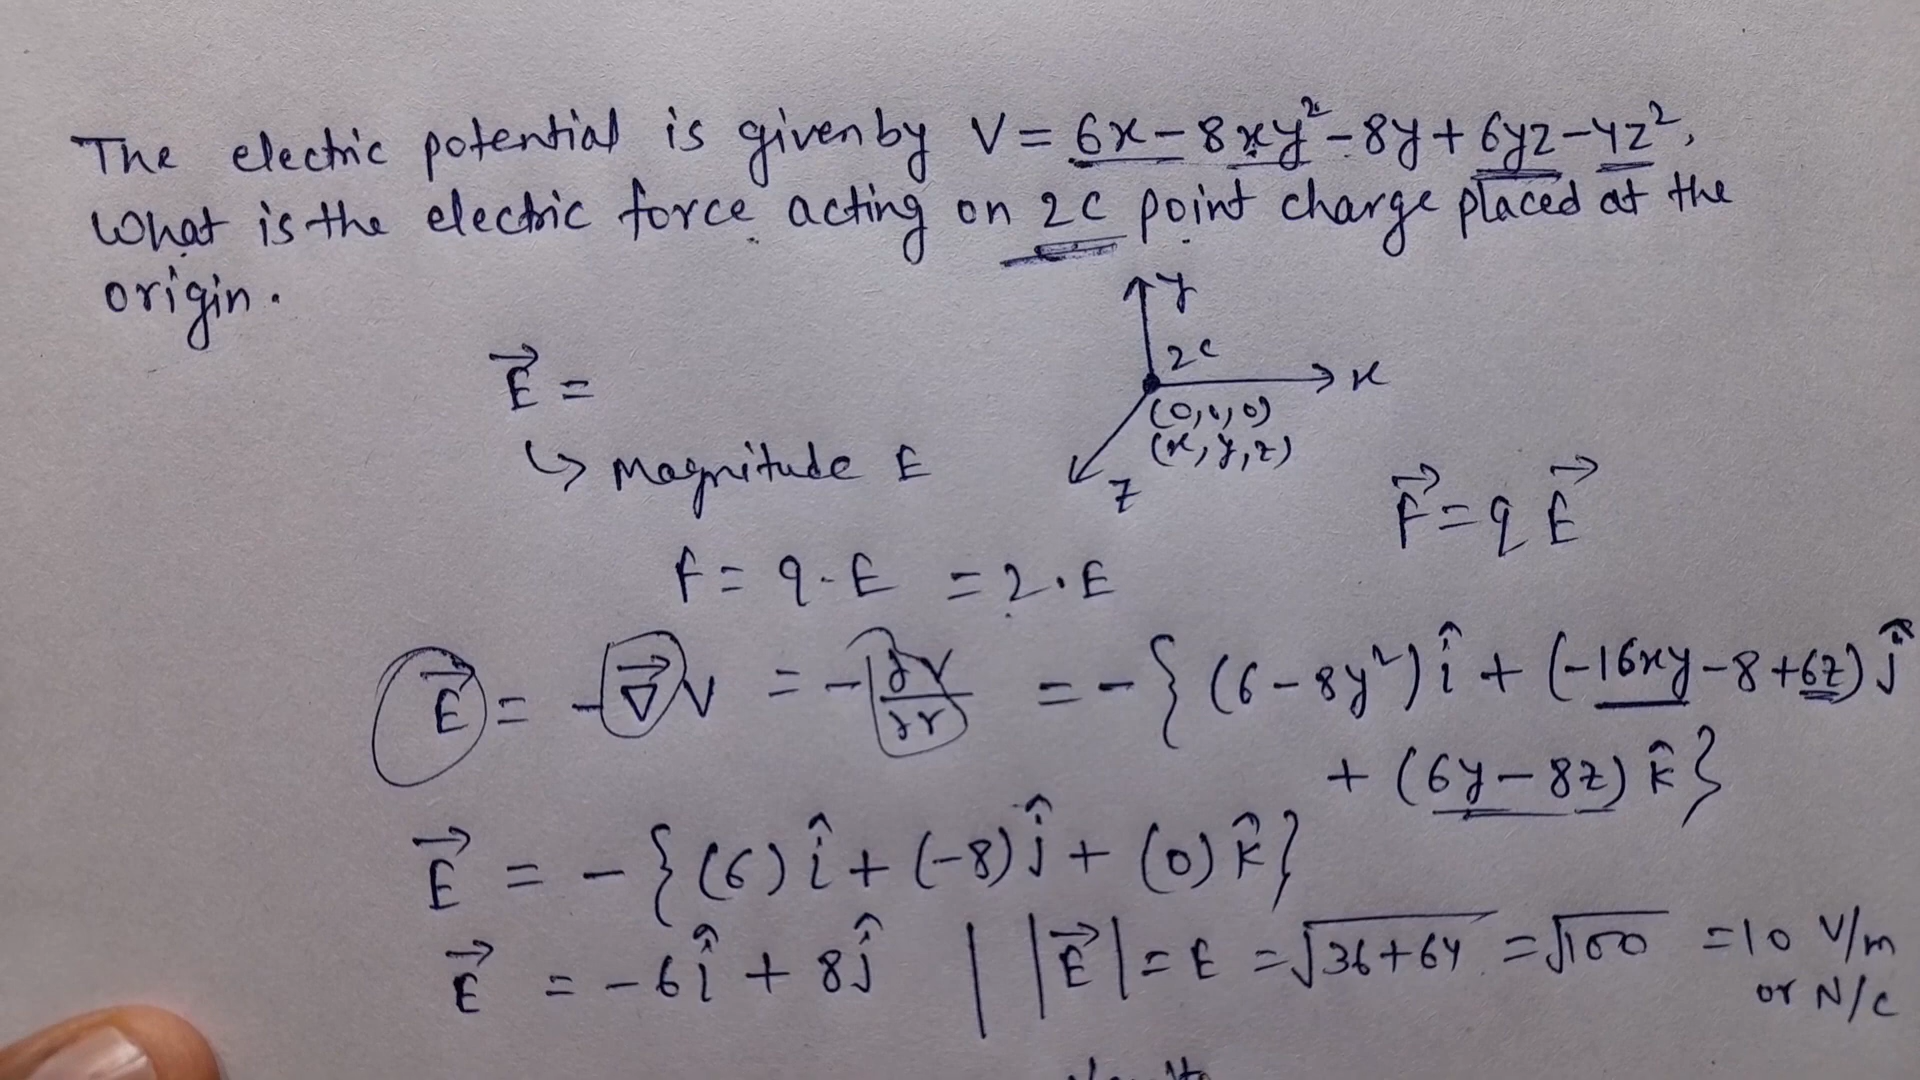 The electric potential is given by V = 6x - 8xy² - 8y + 6yz - 4z²,
What is the electric force acting on 2C point charge placed at the
origin.
y
2C
x
(0,0,0)
(x,y,z)
z
E⃗ =
↳ Magnitude E
F⃗ = q E⃗
F = q · E = 2 · E
E⃗ = -∇⃗V = -∂V/∂r = -{(6 - 8y²) î + (-16xy - 8 + 6z) ĵ
+ (6y - 8z) k̂}
E⃗ = -{(6) î + (-8) ĵ + (0) k̂}
E⃗ = -6î + 8ĵ | |E⃗| = E = √36+64 = √100 = 10 V/m
or N/C